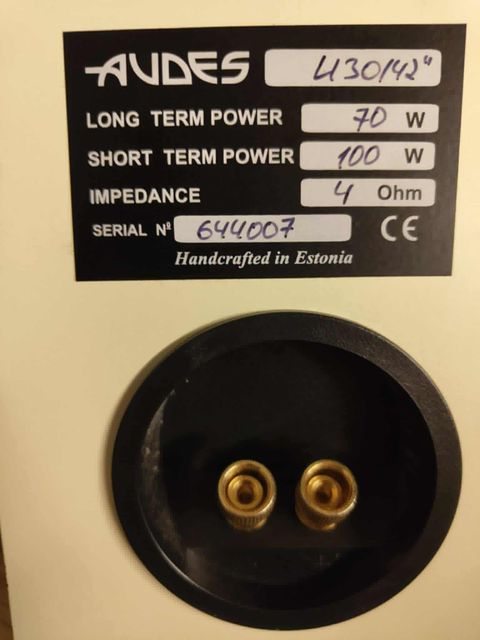 AUDES U30/42"
LONG TERM POWER 70 W
SHORT TERM POWER 100 W
IMPEDANCE 4 Ohm
SERIAL Nº 644007 CE
Handcrafted in Estonia